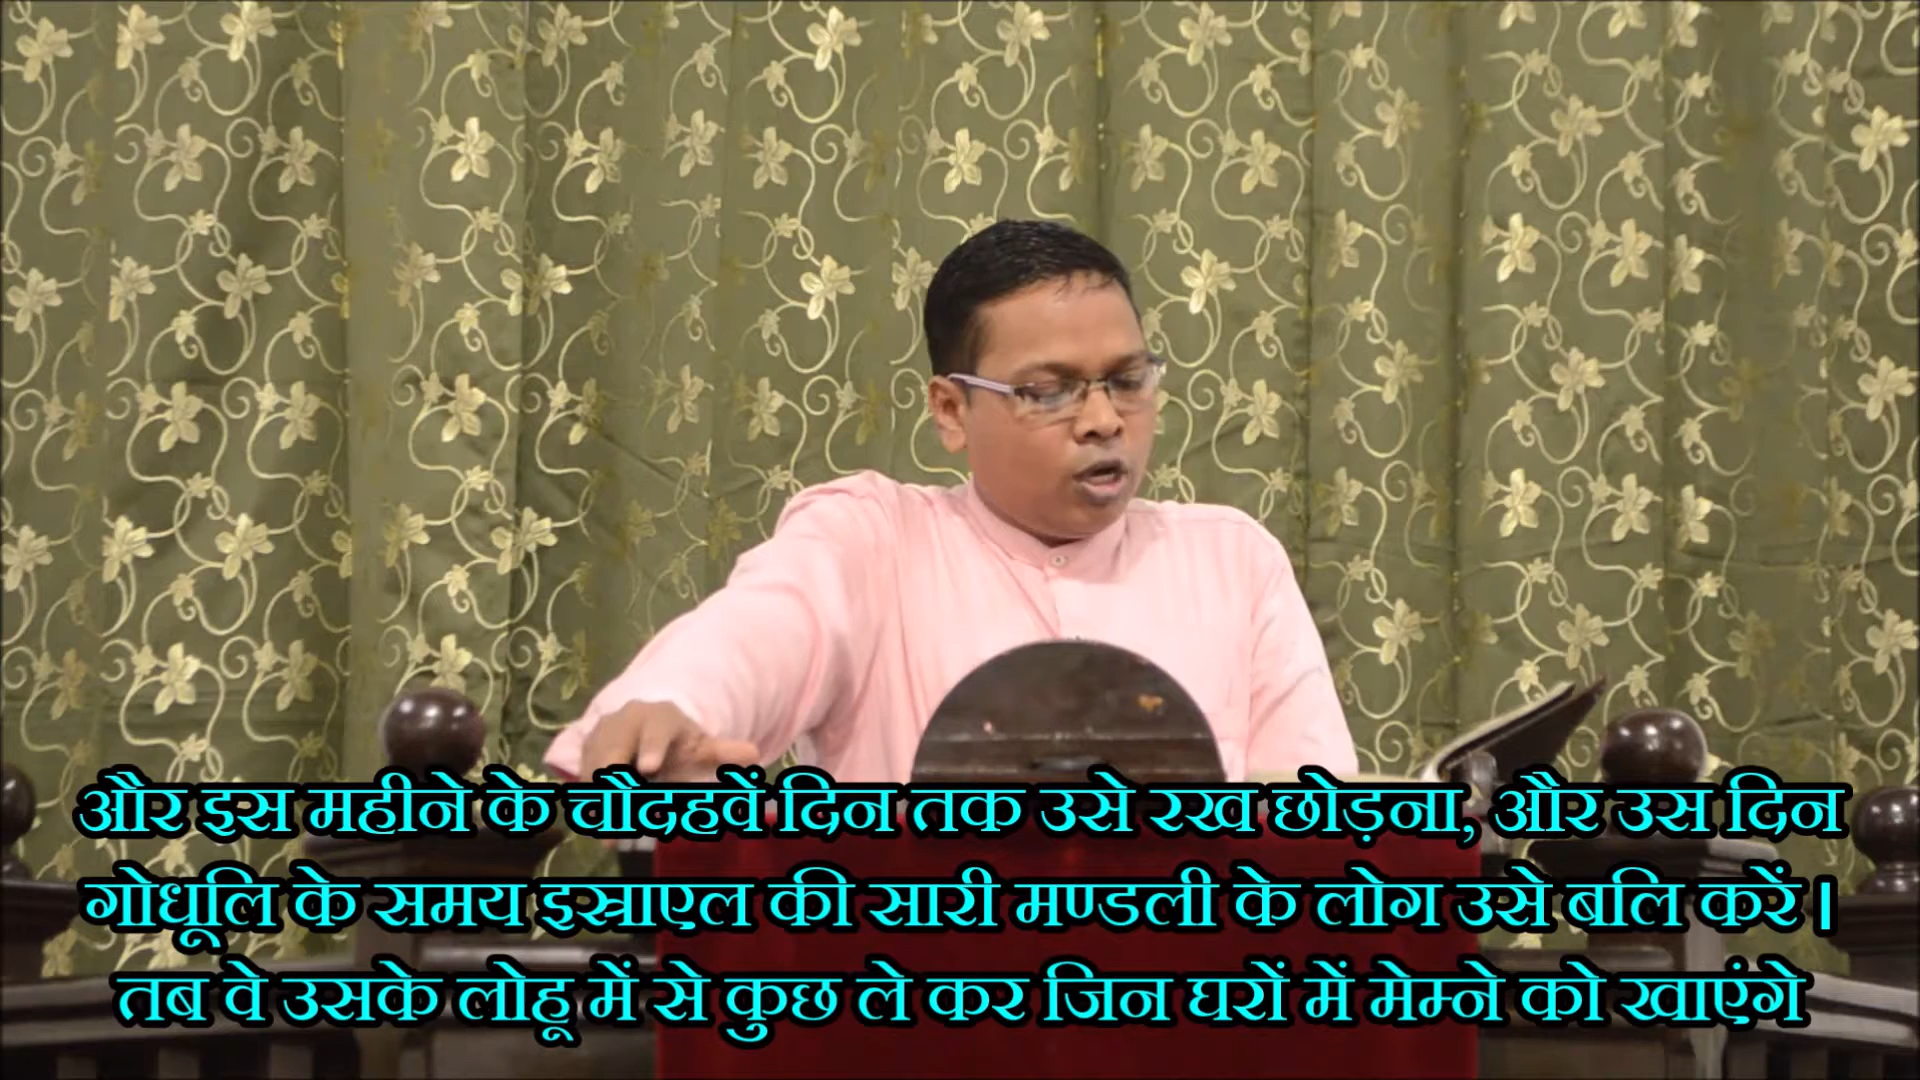 और इस महीने के चौदहवें दिन तक उसे रख छोड़ना, और उस दिन
गोधूलि के समय इस्राएल की सारी मण्डली के लोग उसे बलि करें।
तब वे उसके लोहू में से कुछ ले कर जिन घरों में मेम्ने को खाएंगे